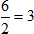 6/2 = 3